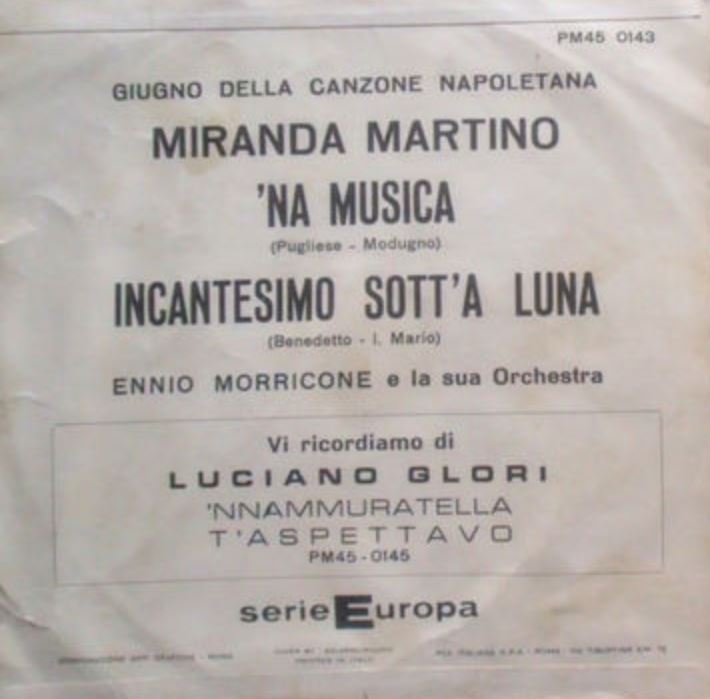 PM45 0143
GIUGNO DELLA CANZONE NAPOLETANA
MIRANDA MARTINO
'NA MUSICA
(Pugliese - Modugno)
INCANTESIMO SOTT'A LUNA
(Benedetto - I. Mario)
ENNIO MORRICONE e la sua Orchestra
Vi ricordiamo di
LUCIANO GLORI
'NNAMMURATELLA
T'ASPETTAVO
PM45-0145
serie Europa
PRINTED IN ITALY